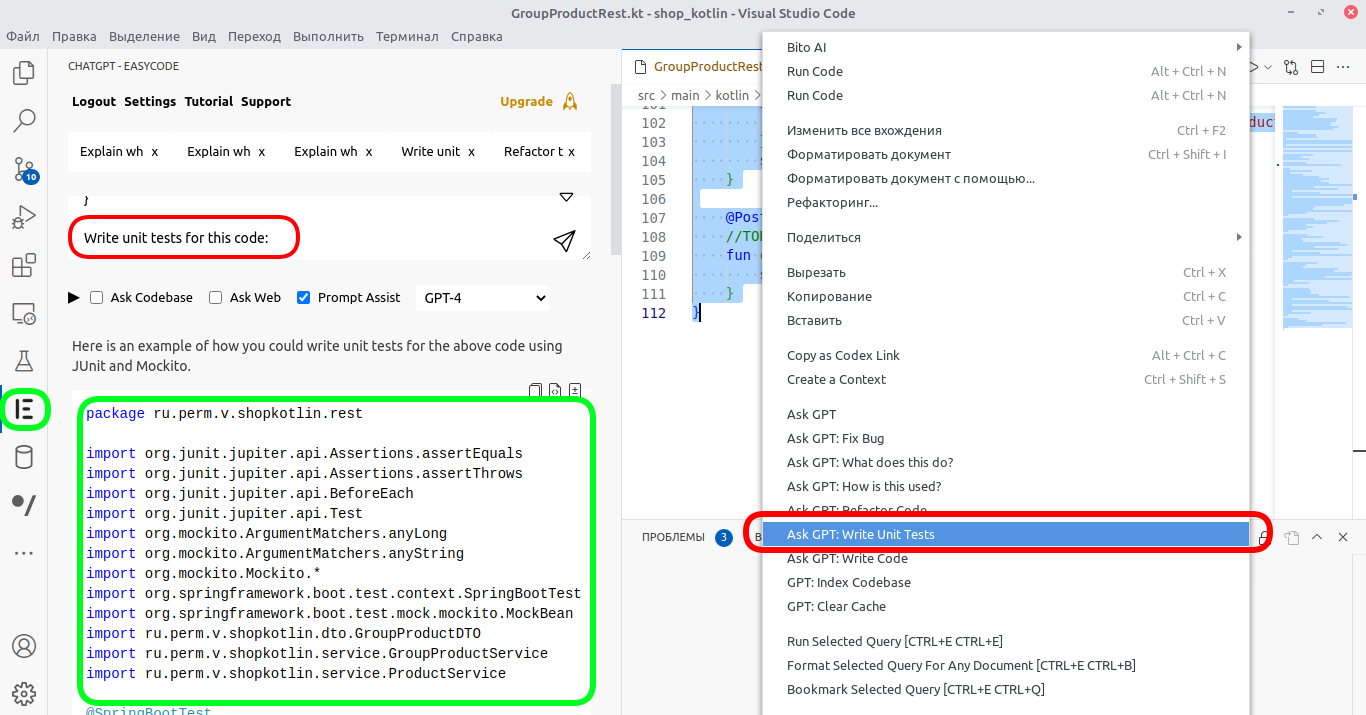 GroupProductRest.kt - shop_kotlin - Visual Studio Code
Файл Правка Выделение Вид Переход Выполнить Терминал Справка
CHATGPT - EASYCODE
Logout Settings Tutorial Support Upgrade
Explain wh x Explain wh x Explain wh x Write unit x Refactor t x
}
Write unit tests for this code:
Ask Codebase Ask Web Prompt Assist GPT-4
Here is an example of how you could write unit tests for the above code using
JUnit and Mockito.
package ru.perm.v.shopkotlin.rest
import org.junit.jupiter.api.Assertions.assertEquals
import org.junit.jupiter.api.Assertions.assertThrows
import org.junit.jupiter.api.BeforeEach
import org.junit.jupiter.api.Test
import org.mockito.ArgumentMatchers.anyLong
import org.mockito.ArgumentMatchers.anyString
import org.mockito.Mockito.*
import org.springframework.boot.test.context.SpringBootTest
import org.springframework.boot.test.mock.mockito.MockBean
import ru.perm.v.shopkotlin.dto.GroupProductDTO
import ru.perm.v.shopkotlin.service.GroupProductService
import ru.perm.v.shopkotlin.service.ProductService
@SpringBootTest
10
GroupProductRest
src > main > kotlin >
101
102
103
104
105 }
106
107 @Post
108
109 fun
110
111 }
112 }
duct
ПРОБЛЕМЫ 3 В
Bito AI
Run Code Alt + Ctrl + N
Run Code Alt + Ctrl + N
Изменить все вхождения Ctrl + F2
Форматировать документ Ctrl + Shift + I
Форматировать документ с помощью...
Рефакторинг...
Поделиться
Вырезать Ctrl + X
Копирование Ctrl + C
Вставить Ctrl + V
Copy as Codex Link Alt + Ctrl + C
Create a Context Ctrl + Shift + S
Ask GPT
Ask GPT: Fix Bug
Ask GPT: What does this do?
Ask GPT: How is this used?
Ask GPT: Refactor Code
Ask GPT: Write Unit Tests
Ask GPT: Write Code
GPT: Index Codebase
GPT: Clear Cache
Run Selected Query [CTRL+E CTRL+E]
Format Selected Query For Any Document [CTRL+E CTRL+B]
Bookmark Selected Query [CTRL+E CTRL+Q]